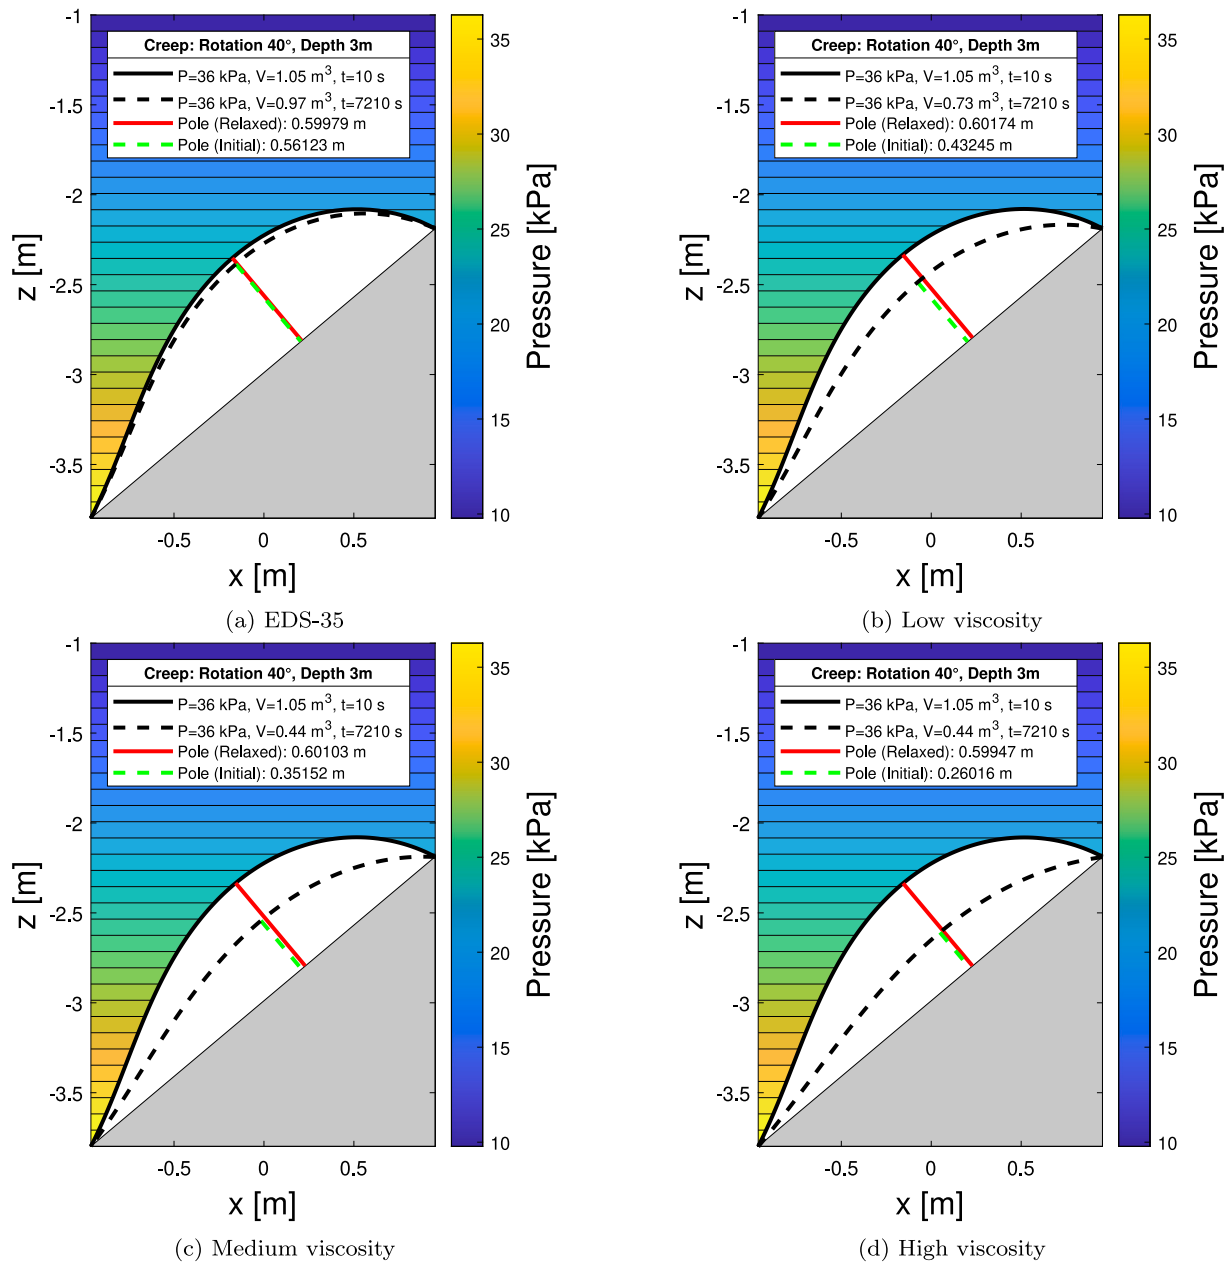 -1
-1.5
-2
-2.5
-3
-3.5
z [m]
Creep: Rotation 40°, Depth 3m
P=36 kPa, V=1.05 m³, t=10 s
P=36 kPa, V=0.97 m³, t=7210 s
Pole (Relaxed): 0.59979 m
Pole (Initial): 0.56123 m
-0.5
0
0.5
x [m]
35
30
25
20
15
10
Pressure [kPa]
(a) EDS-35
-1
-1.5
-2
-2.5
-3
-3.5
z [m]
Creep: Rotation 40°, Depth 3m
P=36 kPa, V=1.05 m³, t=10 s
P=36 kPa, V=0.73 m³, t=7210 s
Pole (Relaxed): 0.60174 m
Pole (Initial): 0.43245 m
-0.5
0
0.5
x [m]
35
30
25
20
15
10
Pressure [kPa]
(b) Low viscosity
-1
-1.5
-2
-2.5
-3
-3.5
z [m]
Creep: Rotation 40°, Depth 3m
P=36 kPa, V=1.05 m³, t=10 s
P=36 kPa, V=0.44 m³, t=7210 s
Pole (Relaxed): 0.60103 m
Pole (Initial): 0.35152 m
-0.5
0
0.5
x [m]
35
30
25
20
15
10
Pressure [kPa]
(c) Medium viscosity
-1
-1.5
-2
-2.5
-3
-3.5
z [m]
Creep: Rotation 40°, Depth 3m
P=36 kPa, V=1.05 m³, t=10 s
P=36 kPa, V=0.44 m³, t=7210 s
Pole (Relaxed): 0.59947 m
Pole (Initial): 0.26016 m
-0.5
0
0.5
x [m]
35
30
25
20
15
10
Pressure [kPa]
(d) High viscosity